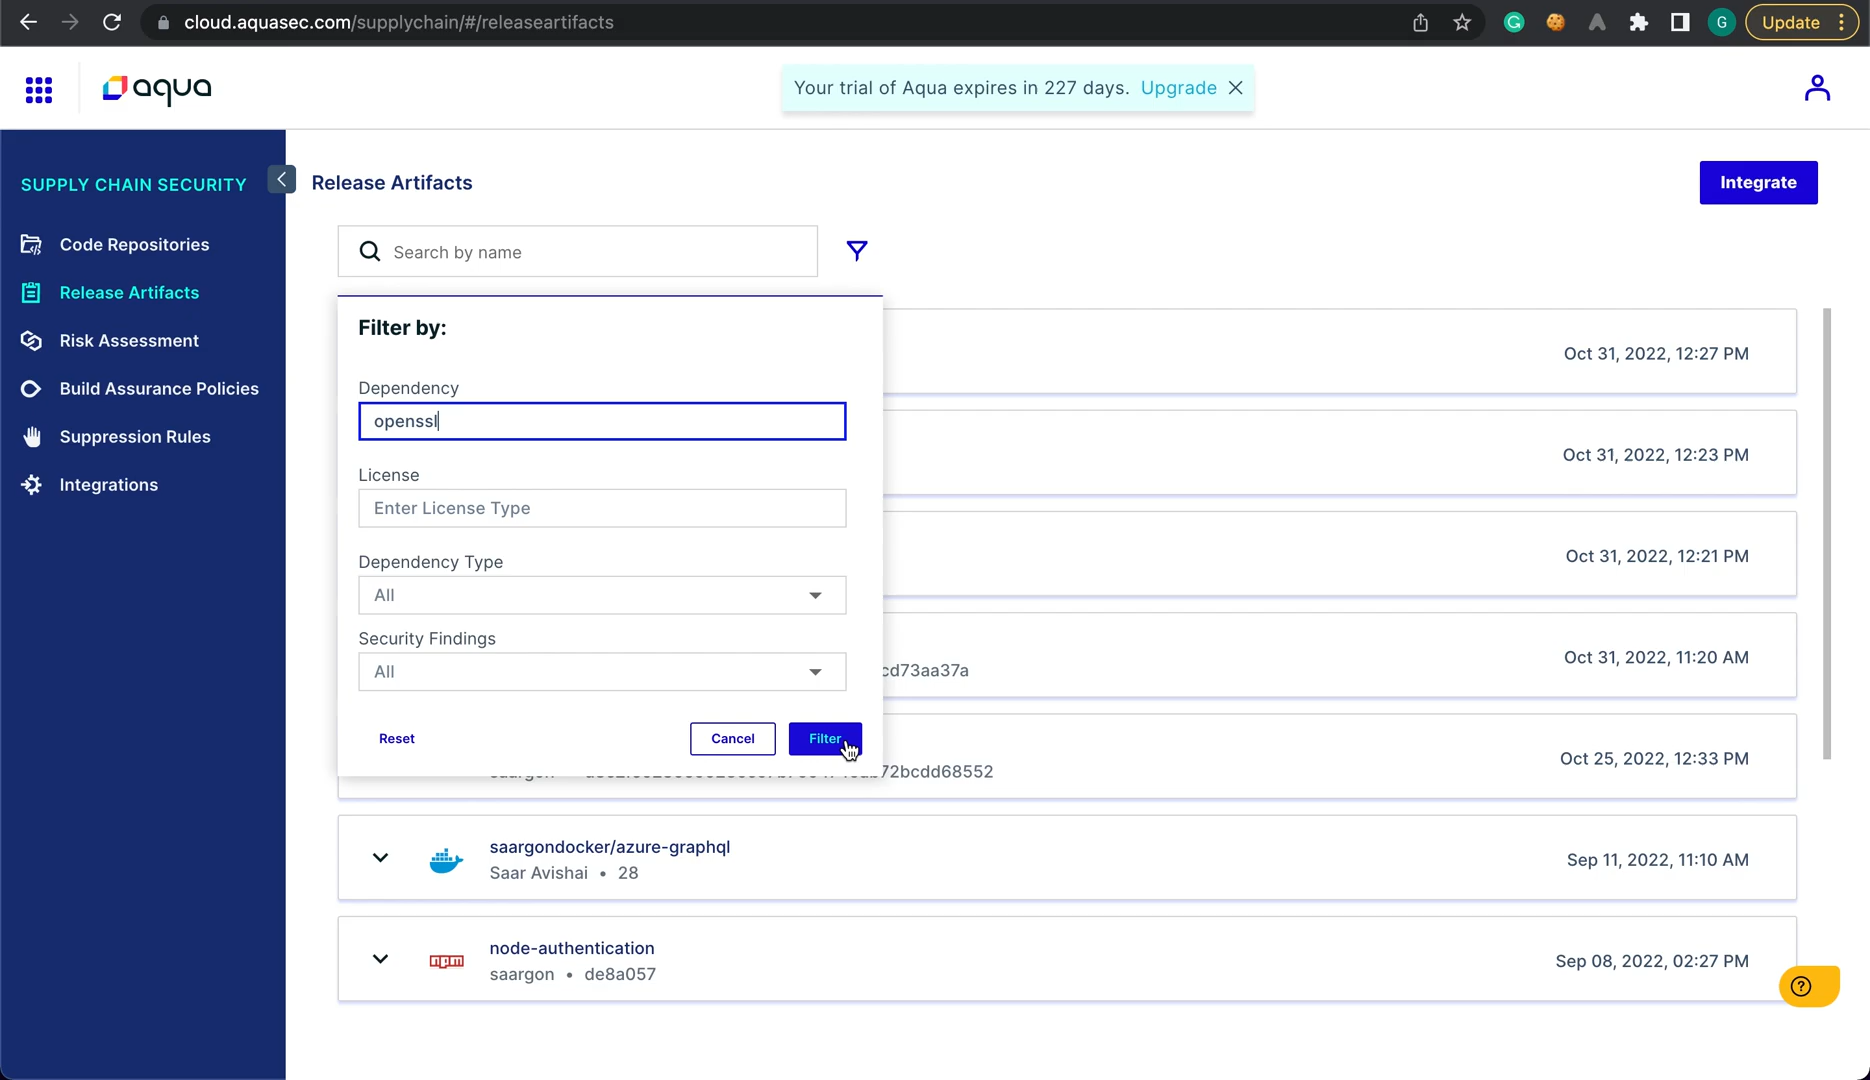 cloud.aquasec.com/supplychain/#/releaseartifacts
G
Update
aqua
Your trial of Aqua expires in 227 days. Upgrade
SUPPLY CHAIN SECURITY
Code Repositories
Release Artifacts
Risk Assessment
Build Assurance Policies
Suppression Rules
Integrations
Release Artifacts
Integrate
Search by name
Filter by:
Dependency
openssl
License
Enter License Type
Dependency Type
All
Security Findings
All
Reset
Cancel
Filter
Oct 31, 2022, 12:27 PM
Oct 31, 2022, 12:23 PM
Oct 31, 2022, 12:21 PM
cd73aa37a
Oct 31, 2022, 11:20 AM
72bcdd68552
Oct 25, 2022, 12:33 PM
saargondocker/azure-graphql
Saar Avishai • 28
Sep 11, 2022, 11:10 AM
npm
node-authentication
saargon • de8a057
Sep 08, 2022, 02:27 PM
?